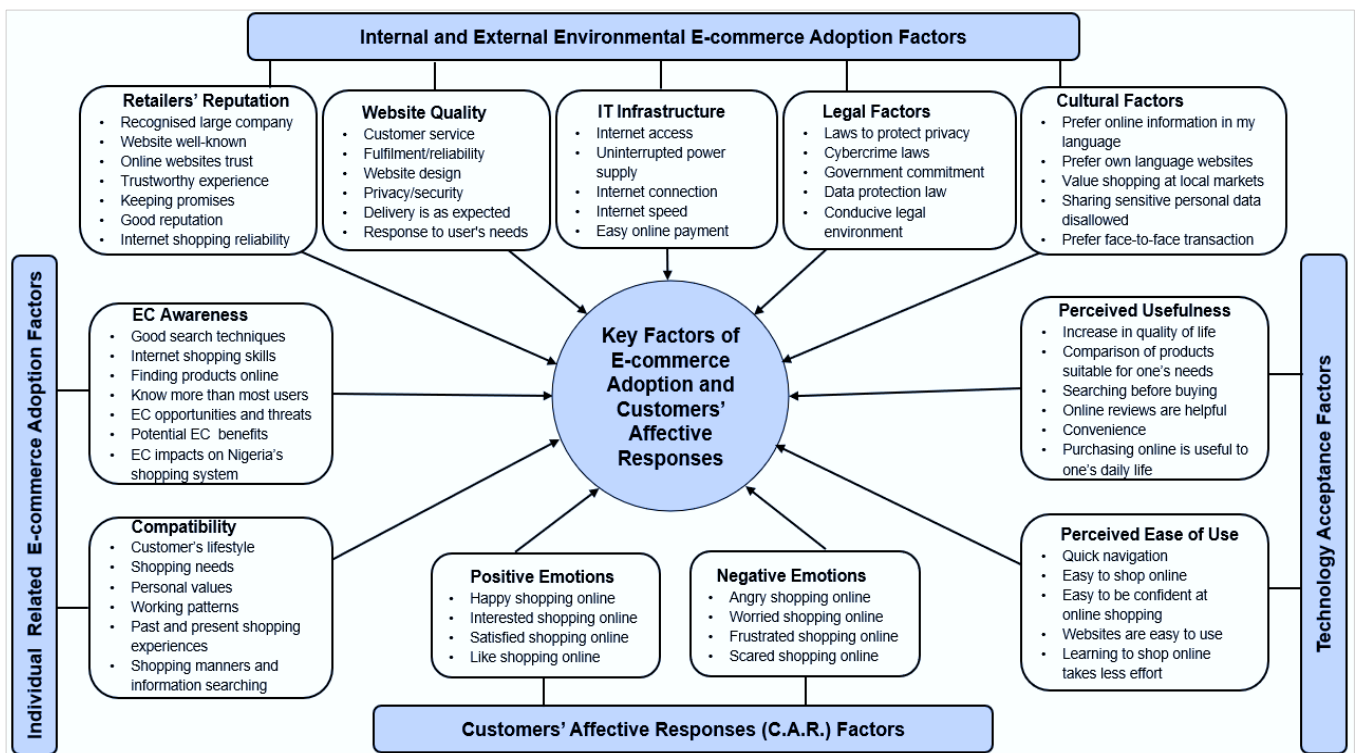 Internal and External Environmental E-commerce Adoption Factors
Retailers' Reputation
• Recognised large company
• Website well-known
• Online websites trust
• Trustworthy experience
• Keeping promises
• Good reputation
• Internet shopping reliability
Website Quality
• Customer service
• Fulfilment/reliability
• Website design
• Privacy/security
• Delivery is as expected
• Response to user's needs
IT Infrastructure
• Internet access
• Uninterrupted power
supply
• Internet connection
• Internet speed
• Easy online payment
Legal Factors
• Laws to protect privacy
• Cybercrime laws
• Government commitment
• Data protection law
• Conducive legal
environment
Cultural Factors
• Prefer online information in my
language
• Prefer own language websites
• Value shopping at local markets
• Sharing sensitive personal data
disallowed
• Prefer face-to-face transaction
Individual Related E-commerce Adoption Factors
EC Awareness
• Good search techniques
• Internet shopping skills
• Finding products online
• Know more than most users
• EC opportunities and threats
• Potential EC benefits
• EC impacts on Nigeria's
shopping system
Compatibility
• Customer's lifestyle
• Shopping needs
• Personal values
• Working patterns
• Past and present shopping
experiences
• Shopping manners and
information searching
Key Factors of
E-commerce
Adoption and
Customers'
Affective
Responses
Perceived Usefulness
• Increase in quality of life
• Comparison of products
suitable for one's needs
• Searching before buying
• Online reviews are helpful
• Convenience
• Purchasing online is useful to
one's daily life
Perceived Ease of Use
• Quick navigation
• Easy to shop online
• Easy to be confident at
online shopping
• Websites are easy to use
• Learning to shop online
takes less effort
Technology Acceptance Factors
Positive Emotions
• Happy shopping online
• Interested shopping online
• Satisfied shopping online
• Like shopping online
Negative Emotions
• Angry shopping online
• Worried shopping online
• Frustrated shopping online
• Scared shopping online
Customers' Affective Responses (C.A.R.) Factors